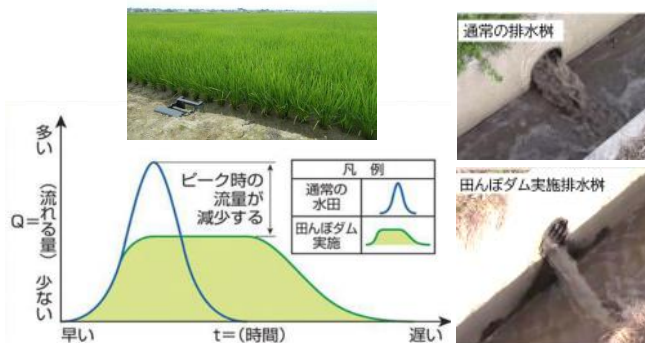 通常の排水桝
多い
(流れる量)
Q=
少ない
ピーク時の
流量が
減少する
凡 例
通常の
水田
田んぼダム
実施
田んぼダム実施排水桝
早い
t=(時間)
遅い